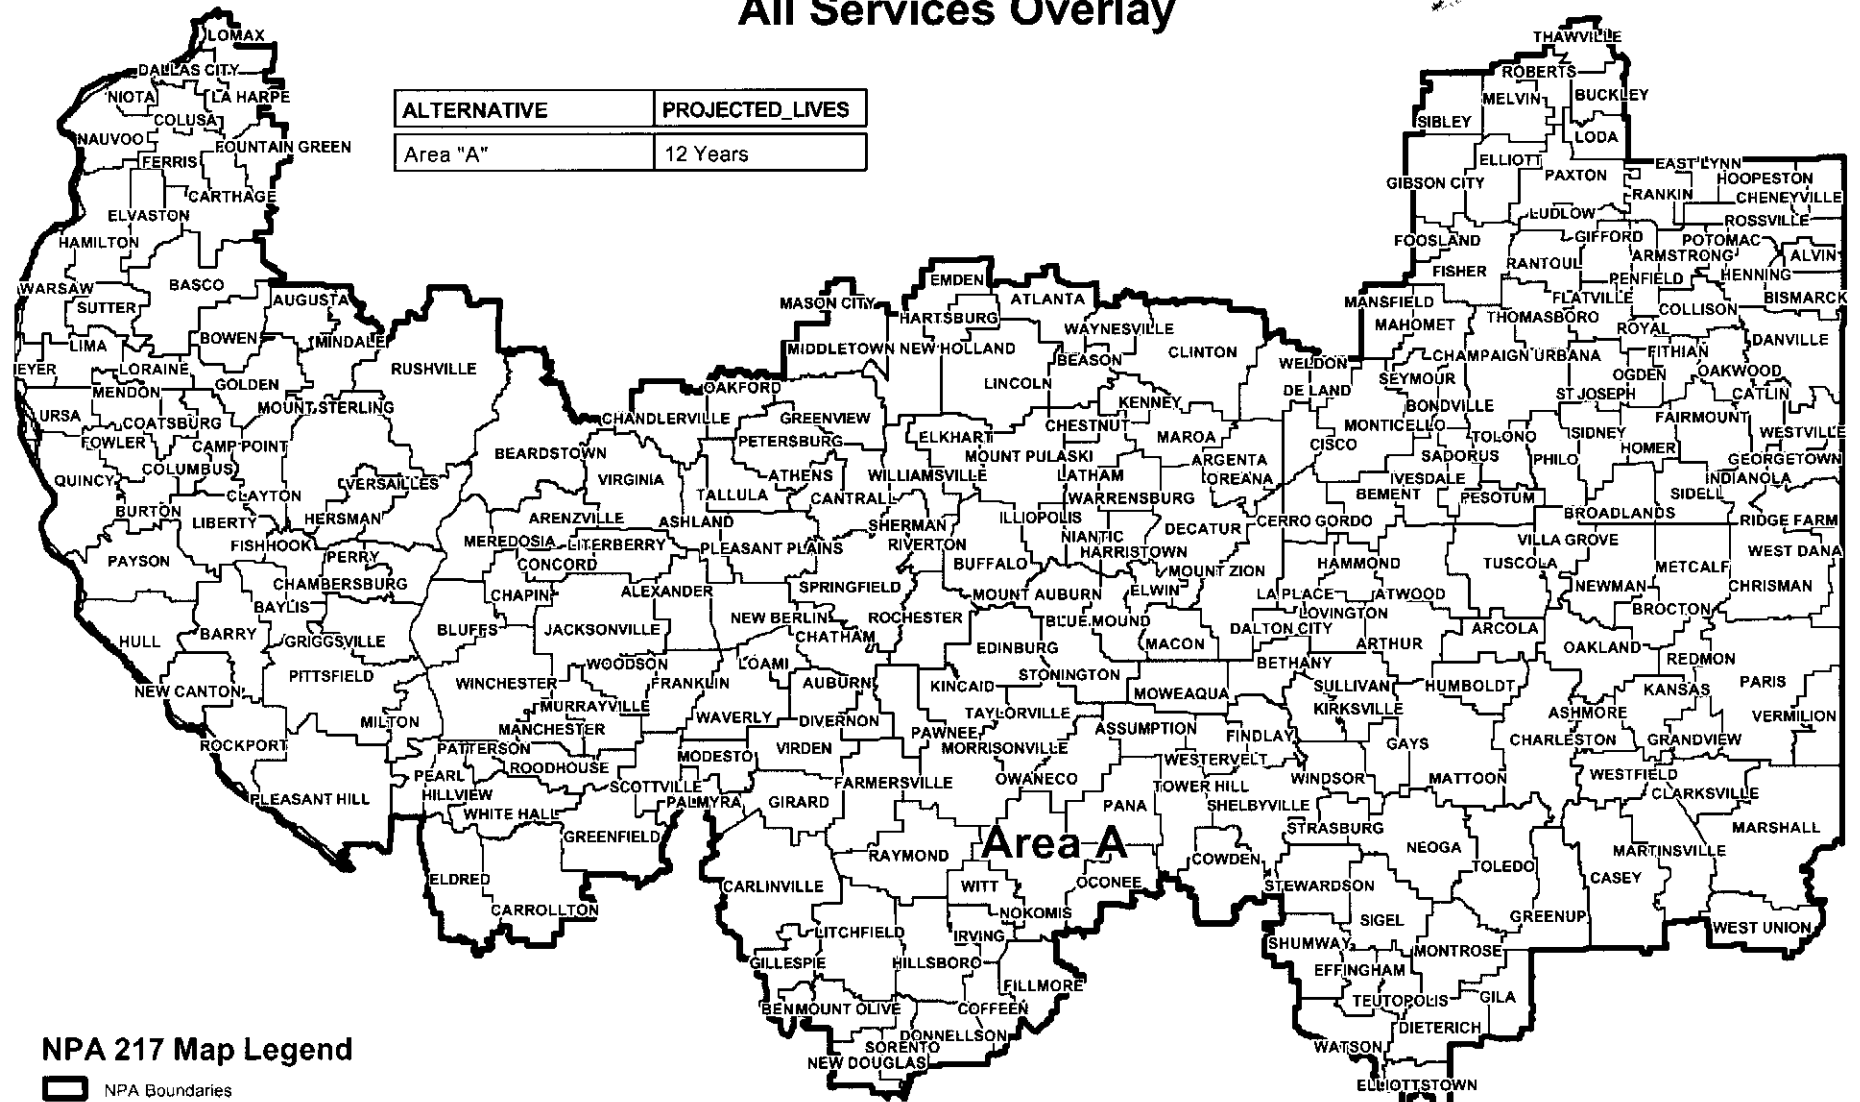 All Services Overlay
ALTERNATIVE PROJECTED_LIVES
Area "A" 12 Years
LOMAX
THAWVILLE
DALLAS CITY
ROBERTS
NIOTA LA HARPE
MELVIN BUCKLEY
COLUSA
SIBLEY
NAUVOO
LODA
FERRIS FOUNTAIN GREEN
ELLIOTT EAST LYNN
GIBSON CITY PAXTON HOOPESTON
CARTHAGE
RANKIN CHENEYVILLE
ELVASTON
LUDLOW ROSSVILLE
HAMILTON
FOOSLAND GIFFORD POTOMAC
ARMSTRONG ALVIN
FISHER RANTOUL
PENFIELD HENNING
WARSAW BASCO
EMDEN
SUTTER AUGUSTA
MASON CITY ATLANTA
MANSFIELD FLATVILLE BISMARCK
HARTSBURG
MAHOMET THOMASBORO COLLISON
WAYNESVILLE
ROYAL
LIMA BOWEN MINDALE
DANVILLE
MIDDLETOWN NEW HOLLAND
BEASON CLINTON
CHAMPAIGN URBANA FITHIAN
EYER LORAINE
RUSHVILLE
WELDON
SEYMOUR OGDEN OAKWOOD
MENDON GOLDEN
OAKFORD LINCOLN
DE LAND
ST JOSEPH CATLIN
URSA COATSBURG MOUNT STERLING
CHANDLERVILLE GREENVIEW KENNEY
BONDVILLE FAIRMOUNT
FOWLER CAMP POINT
PETERSBURG ELKHART CHESTNUT MAROA
MONTICELLO TOLONO SIDNEY WESTVILLE
CISCO
BEARDSTOWN MOUNT PULASKI
ARGENTA SADORUS PHILO HOMER GEORGETOWN
QUINCY COLUMBUS VERSAILLES
VIRGINIA ATHENS WILLIAMSVILLE LATHAM
OREANA IVESDALE INDIANOLA
CLAYTON
TALLULA CANTRALL WARRENSBURG
BEMENT PESOTUM SIDELL
BURTON LIBERTY HERSMAN
ARENZVILLE ASHLAND SHERMAN ILLIOPOLIS
DECATUR CERRO GORDO BROADLANDS RIDGE FARM
FISHHOOK PERRY
MEREDOSIA LITERBERRY PLEASANT PLAINS RIVERTON NIANTIC
HARRISTOWN
VILLA GROVE WEST DANA
PAYSON
CONCORD BUFFALO
MOUNT ZION HAMMOND TUSCOLA METCALF
CHAMBERSBURG
CHAPIN ALEXANDER SPRINGFIELD
MOUNT AUBURN ELWIN
LA PLACE ATWOOD NEWMAN CHRISMAN
BAYLIS
NEW BERLIN ROCHESTER
LOVINGTON BROCTON
HULL BARRY GRIGGSVILLE
BLUFFS JACKSONVILLE CHATHAM
BLUE MOUND MACON DALTON CITY
ARTHUR ARCOLA
EDINBURG OAKLAND
PITTSFIELD
WOODSON LOAMI
BETHANY REDMON
NEW CANTON
WINCHESTER FRANKLIN AUBURN KINCAID STONINGTON
MOWEAQUA SULLIVAN HUMBOLDT KANSAS PARIS
MILTON
MURRAYVILLE WAVERLY DIVERNON TAYLORVILLE
KIRKSVILLE ASHMORE VERMILION
MANCHESTER PAWNEE ASSUMPTION FINDLAY
ROCKPORT
PATTERSON MODESTO VIRDEN MORRISONVILLE
GAYS CHARLESTON GRANDVIEW
ROODHOUSE WESTERVELT
PEARL
OWANECO WINDSOR MATTOON WESTFIELD
PLEASANT HILL HILLVIEW
SCOTTVILLE FARMERSVILLE TOWER HILL
PALMYRA GIRARD PANA SHELBYVILLE CLARKSVILLE
WHITE HALL
STRASBURG MARSHALL
GREENFIELD
Area A
RAYMOND COWDEN NEOGA MARTINSVILLE
TOLEDO
ELDRED CARLINVILLE WITT OCONEE STEWARDSON CASEY
CARROLLTON
NOKOMIS SIGEL GREENUP
LITCHFIELD IRVING WEST UNION
SHUMWAY MONTROSE
GILLESPIE HILLSBORO
EFFINGHAM
FILLMORE
BEN MOUNT OLIVE COFFEEN
TEUTOPOLIS GILA
DONNELLSON DIETERICH
SORENTO
WATSON
NEW DOUGLAS
ELLIOTTSTOWN
NPA 217 Map Legend
NPA Boundaries